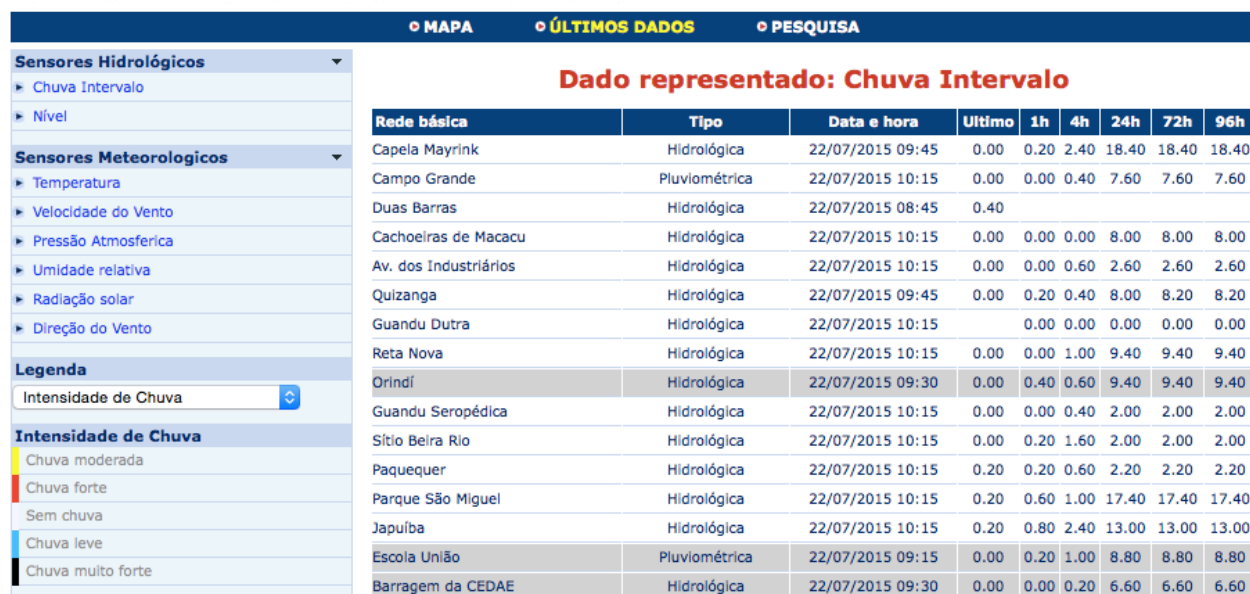 MAPA ÚLTIMOS DADOS PESQUISA
Sensores Hidrológicos
Chuva Intervalo
Nível
Sensores Meteorologicos
Temperatura
Velocidade do Vento
Pressão Atmosferica
Umidade relativa
Radiação solar
Direção do Vento
Legenda
Intensidade de Chuva
Intensidade de Chuva
Chuva moderada
Chuva forte
Sem chuva
Chuva leve
Chuva muito forte
Dado representado: Chuva Intervalo
Rede básica Tipo Data e hora Ultimo 1h 4h 24h 72h 96h
Capela Mayrink Hidrológica 22/07/2015 09:45 0.00 0.20 2.40 18.40 18.40 18.40
Campo Grande Pluviométrica 22/07/2015 10:15 0.00 0.00 0.40 7.60 7.60 7.60
Duas Barras Hidrológica 22/07/2015 08:45 0.40
Cachoeiras de Macacu Hidrológica 22/07/2015 10:15 0.00 0.00 0.00 8.00 8.00 8.00
Av. dos Industriários Hidrológica 22/07/2015 10:15 0.00 0.00 0.60 2.60 2.60 2.60
Quizanga Hidrológica 22/07/2015 09:45 0.00 0.20 0.40 8.00 8.20 8.20
Guandu Dutra Hidrológica 22/07/2015 10:15 0.00 0.00 0.00 0.00 0.00
Reta Nova Hidrológica 22/07/2015 10:15 0.00 0.00 1.00 9.40 9.40 9.40
Orindí Hidrológica 22/07/2015 09:30 0.00 0.40 0.60 9.40 9.40 9.40
Guandu Seropédica Hidrológica 22/07/2015 10:15 0.00 0.00 0.40 2.00 2.00 2.00
Sítio Beira Rio Hidrológica 22/07/2015 10:15 0.00 0.20 1.60 2.00 2.00 2.00
Paquequer Hidrológica 22/07/2015 10:15 0.20 0.20 0.60 2.20 2.20 2.20
Parque São Miguel Hidrológica 22/07/2015 10:15 0.20 0.60 1.00 17.40 17.40 17.40
Japuíba Hidrológica 22/07/2015 10:15 0.20 0.80 2.40 13.00 13.00 13.00
Escola União Pluviométrica 22/07/2015 09:15 0.00 0.20 1.00 8.80 8.80 8.80
Barragem da CEDAE Hidrológica 22/07/2015 09:30 0.00 0.00 0.20 6.60 6.60 6.60